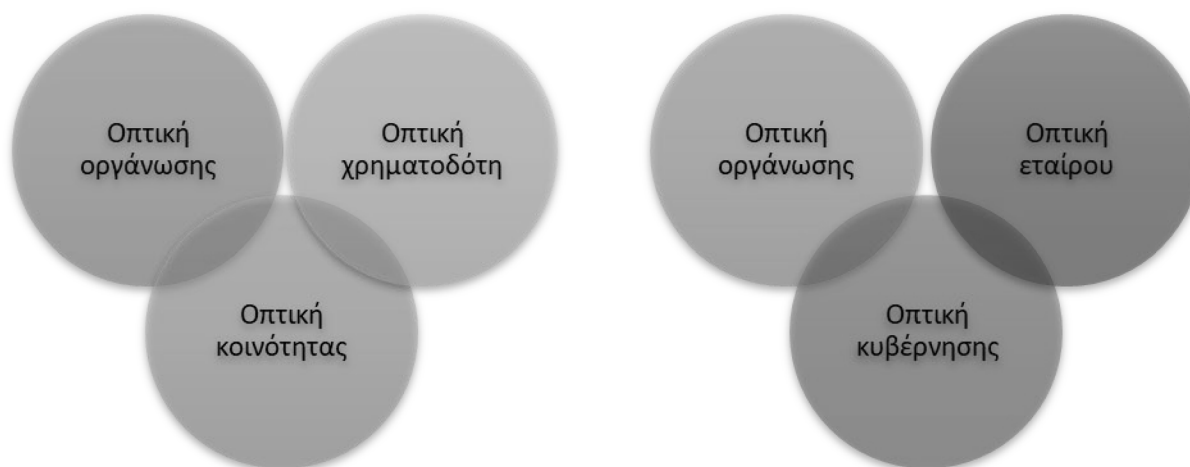 Οπτική
οργάνωσης
Οπτική
χρηματοδότη
Οπτική
κοινότητας
Οπτική
οργάνωσης
Οπτική
εταίρου
Οπτική
κυβέρνησης